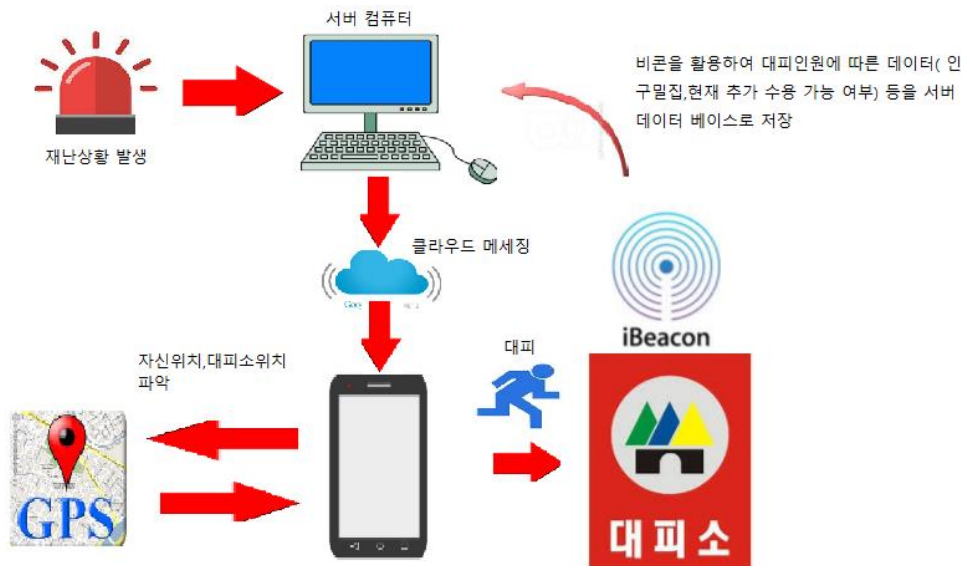 서버 컴퓨터
비콘을 활용하여 대피인원에 따른 데이터( 인
구밀집,현재 추가 수용 가능 여부) 등을 서버
데이터 베이스로 저장
재난상황 발생
클라우드 메세징
iBeacon
대피
자신위치,대피소위치
파악
GPS
대피소